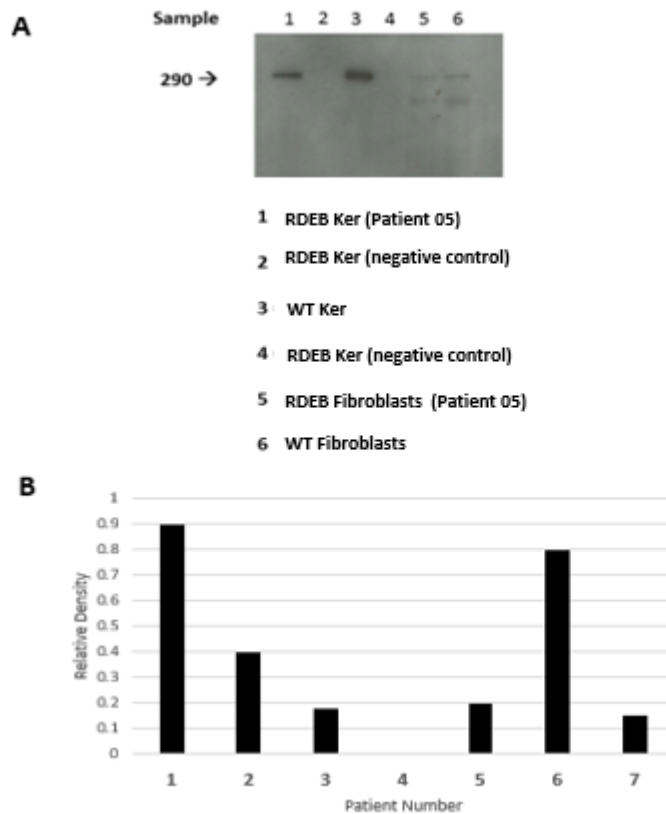 A
Sample 1 2 3 4 5 6
290 →
1 RDEB Ker (Patient 05)
2 RDEB Ker (negative control)
3 WT Ker
4 RDEB Ker (negative control)
5 RDEB Fibroblasts (Patient 05)
6 WT Fibroblasts
B
1
0.9
0.8
0.7
0.6
0.5
0.4
0.3
0.2
0.1
0
Relative Density
1 2 3 4 5 6 7
Patient Number